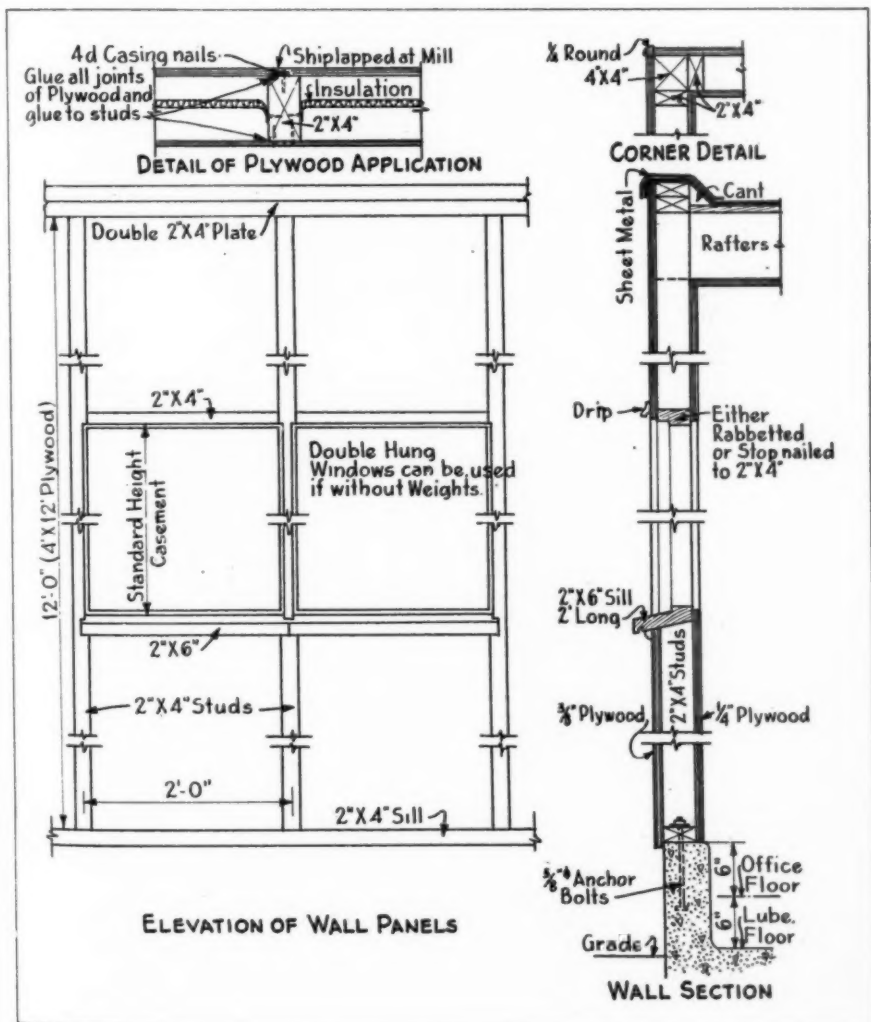 4d Casing nails
Shiplapped at Mill
Glue all joints
of Plywood and
glue to studs
Insulation
2"X4"
DETAIL OF PLYWOOD APPLICATION
Round
4"X4"
2"X4"
CORNER DETAIL
Double 2"X4" Plate
Sheet Metal
Cant
Rafters
2"X4"
Drip
Either
Rabbetted
or Stop nailed
to 2"X4"
Double Hung
Windows can be used
if without Weights.
Standard Height
Casement
12'-0" (4'X12' Plywood)
2"X6" Sill
2' Long
2"X6"
2"X4" Studs
2"X4" Studs
3/8" Plywood
1/4" Plywood
2'-0"
2"X4" Sill
5/8"ϕ Anchor
Bolts
6"
Office
Floor
6"
Lube.
Floor
Grade
ELEVATION OF WALL PANELS
WALL SECTION